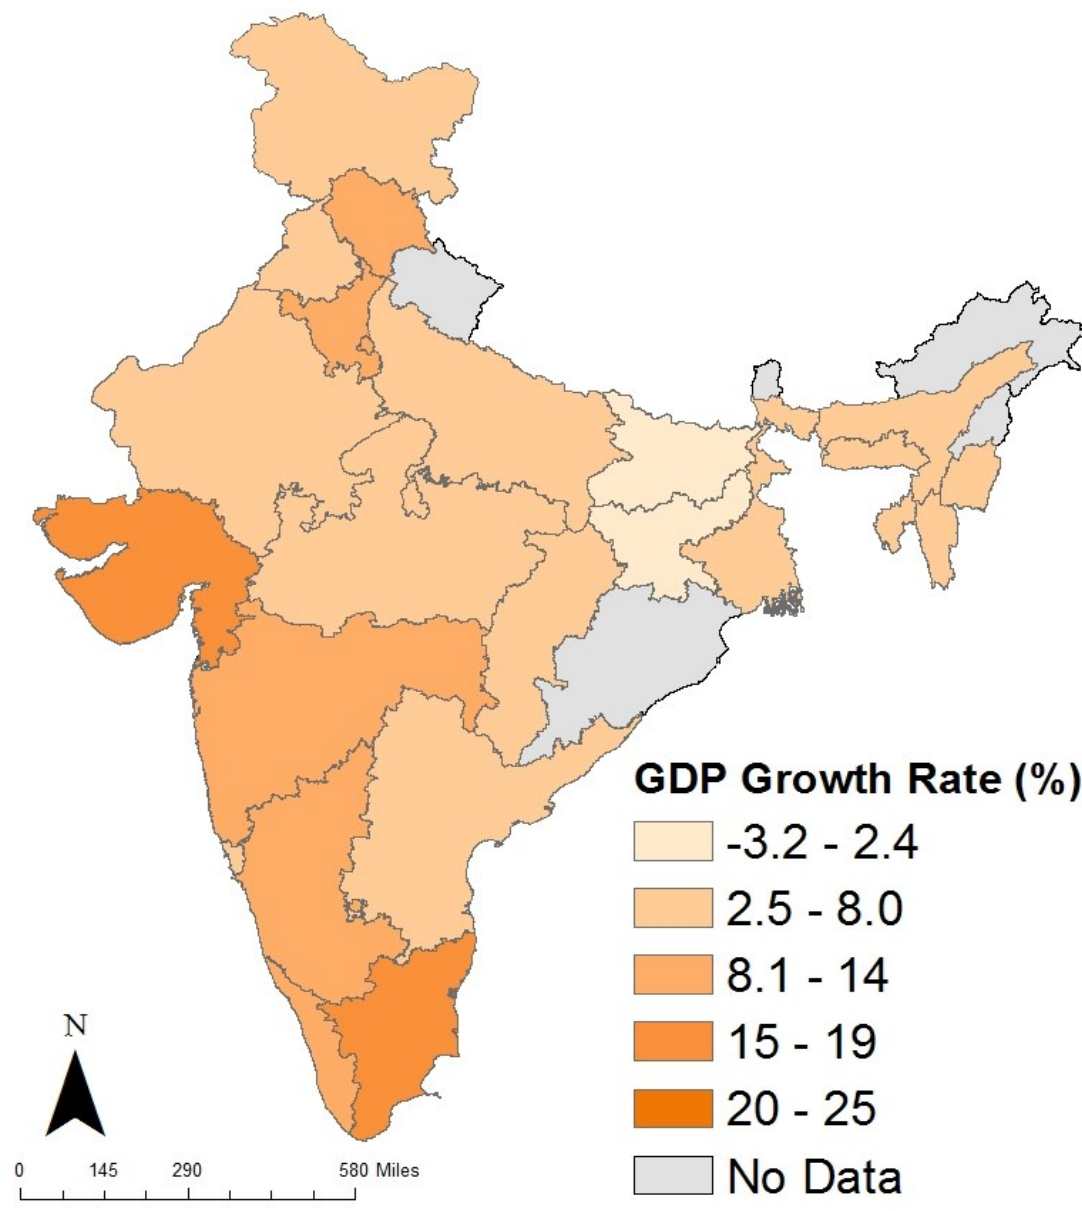 GDP Growth Rate (%)
-3.2 - 2.4
2.5 - 8.0
8.1 - 14
15 - 19
20 - 25
No Data
N
0 145 290 580 Miles